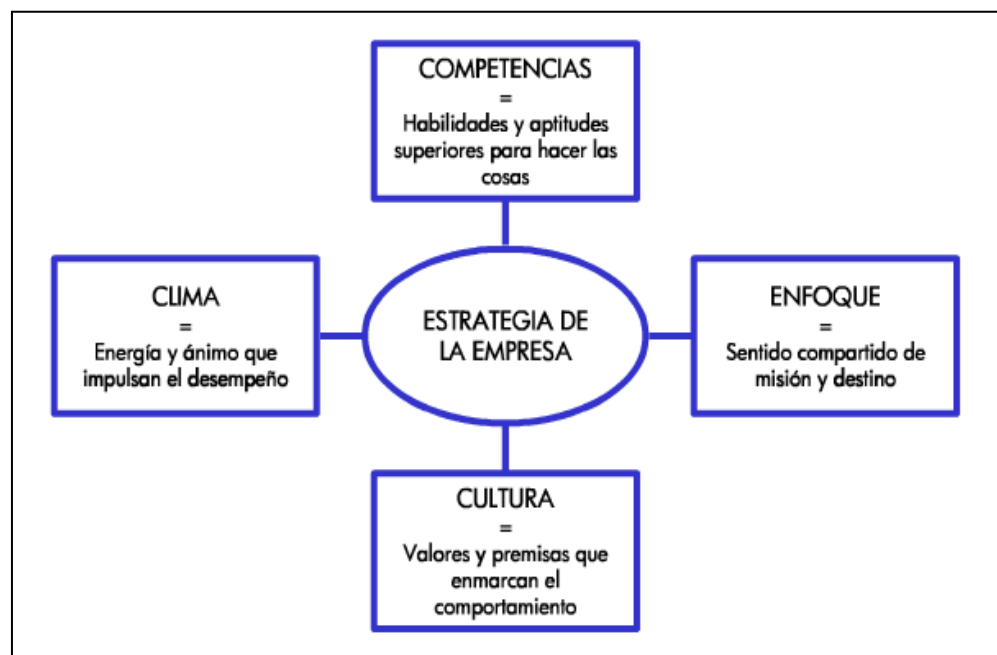 COMPETENCIAS
=
Habilidades y aptitudes
superiores para hacer las
cosas
CLIMA
=
Energía y ánimo que
impulsan el desempeño
ESTRATEGIA DE
LA EMPRESA
ENFOQUE
=
Sentido compartido de
misión y destino
CULTURA
=
Valores y premisas que
enmarcan el
comportamiento